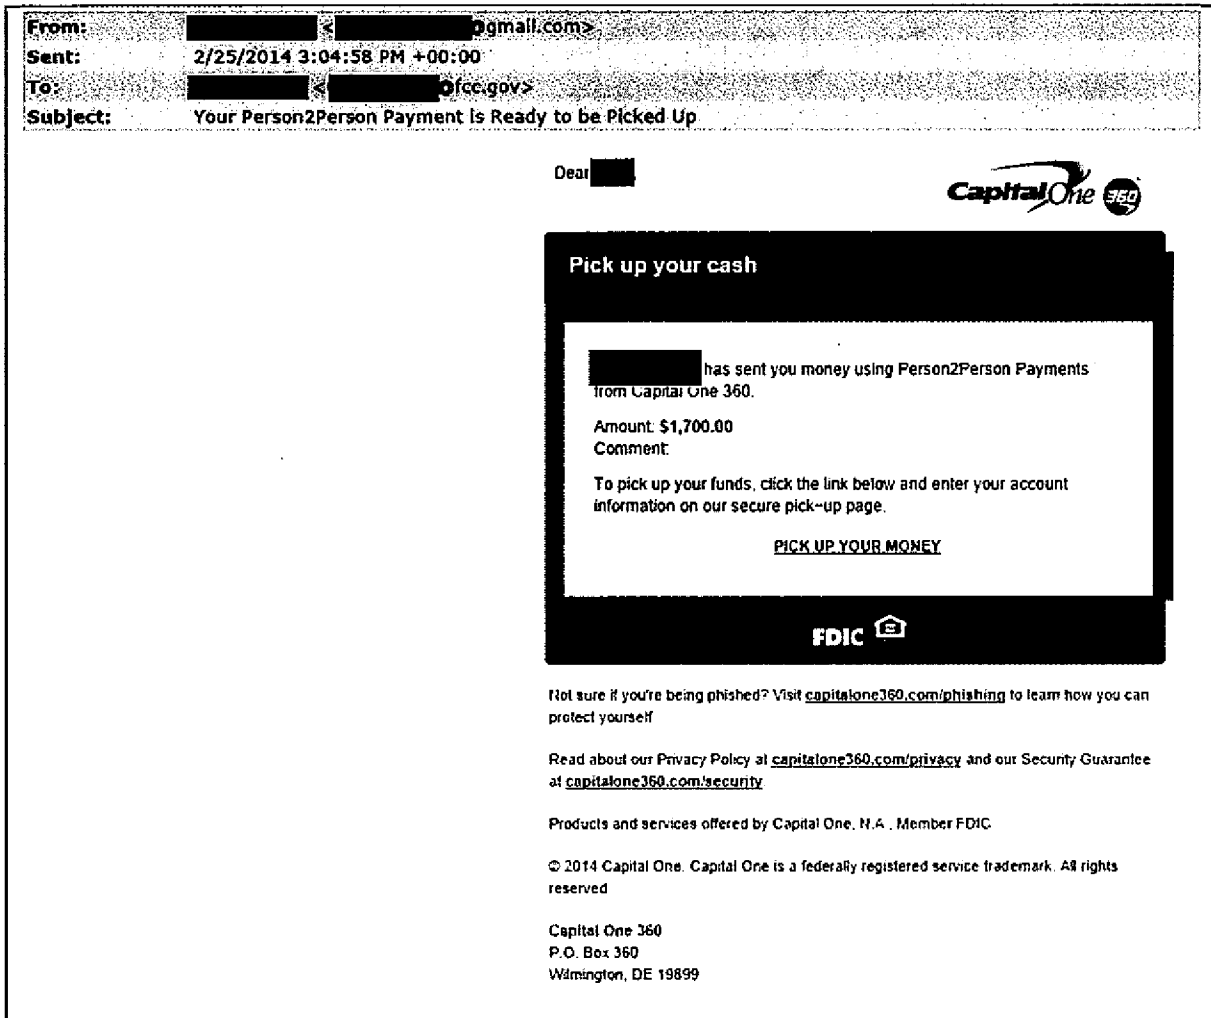 From: < @gmail.com>
Sent: 2/25/2014 3:04:58 PM +00:00
To: < @fcc.gov>
Subject: Your Person2Person Payment is Ready to be Picked Up
Dear ,
Capital One 360
Pick up your cash
has sent you money using Person2Person Payments
from Capital One 360.
Amount: $1,700.00
Comment:
To pick up your funds, click the link below and enter your account
information on our secure pick-up page.
PICK UP YOUR MONEY
FDIC
Not sure if you're being phished? Visit capitalone360.com/phishing to learn how you can
protect yourself
Read about our Privacy Policy at capitalone360.com/privacy and our Security Guarantee
at capitalone360.com/security
Products and services offered by Capital One, N.A., Member FDIC
© 2014 Capital One. Capital One is a federally registered service trademark. All rights
reserved
Capital One 360
P.O. Box 360
Wilmington, DE 19899